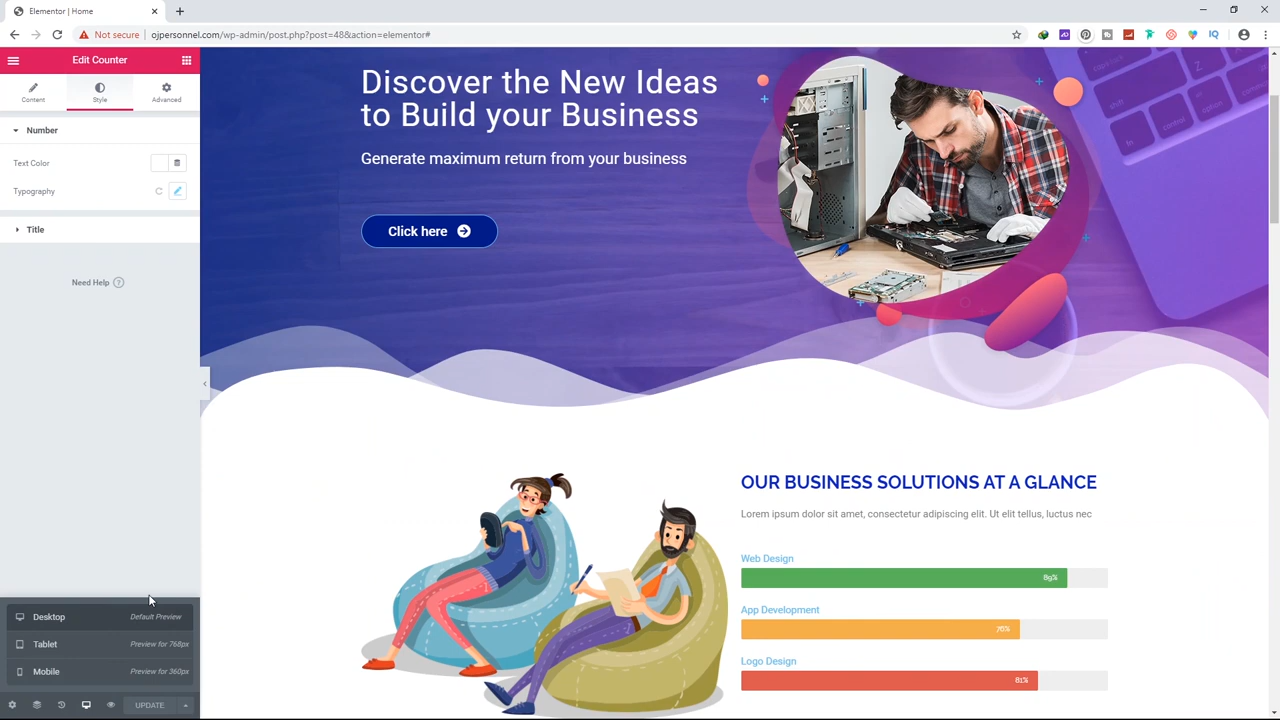 Elementor | Home
Not secure | ojpersonnel.com/wp-admin/post.php?post=48&action=elementor#
Edit Counter
Content
Style
Advanced
Number
Text Color
Typography
Title
Need Help ?
Desktop Default Preview
Tablet Preview for 768px
Mobile Preview for 360px
UPDATE
Discover the New Ideas
to Build your Business
Generate maximum return from your business
Click here
OUR BUSINESS SOLUTIONS AT A GLANCE
Lorem ipsum dolor sit amet, consectetur adipiscing elit. Ut elit tellus, luctus nec
Web Design
89%
App Development
76%
Logo Design
81%